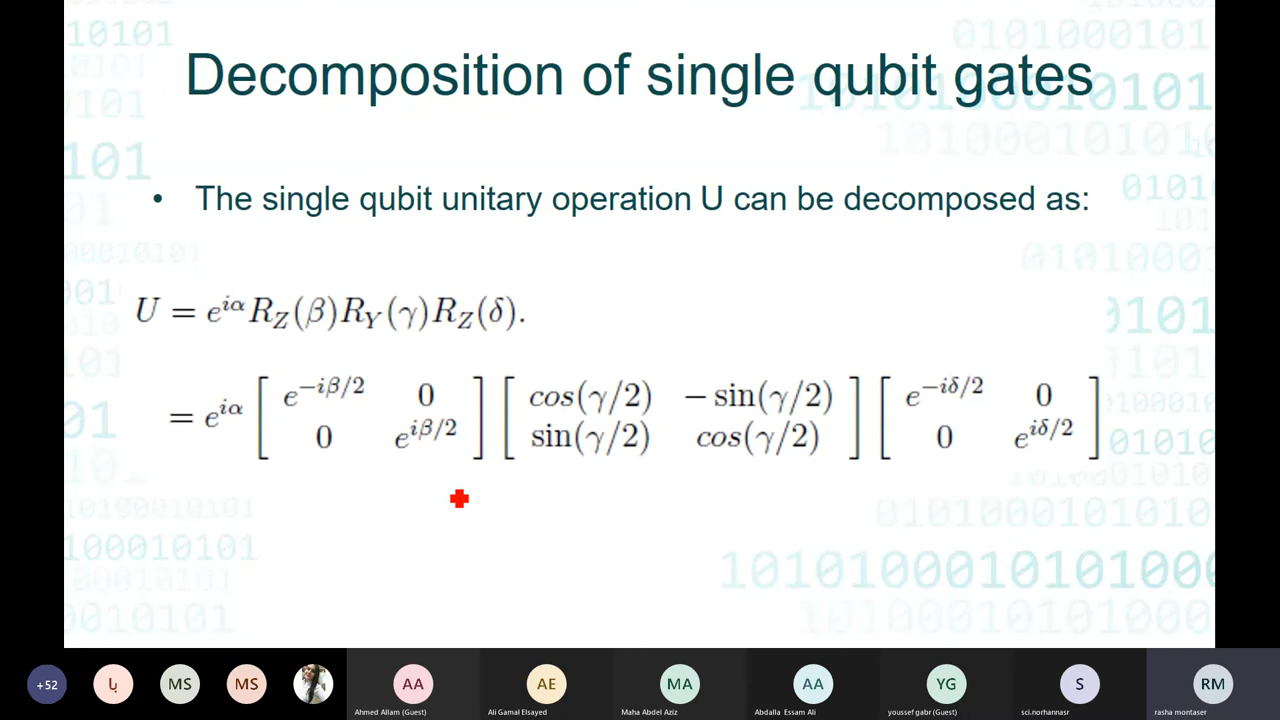 Decomposition of single qubit gates
• The single qubit unitary operation U can be decomposed as:
U = e^{iα} R_Z(β)R_Y(γ)R_Z(δ).
= e^{iα} [ e^{-iβ/2} 0 ; 0 e^{iβ/2} ] [ cos(γ/2) − sin(γ/2) ; sin(γ/2) cos(γ/2) ] [ e^{-iδ/2} 0 ; 0 e^{iδ/2} ]
+52
MS
MS
AA
AE
MA
AA
YG
S
RM
Ahmed Allam (Guest)
Ali Gamal Elsayed
Maha Abdel Aziz
Abdalla Essam Ali
youssef gabr (Guest)
sci.norhannasr
rasha montaser